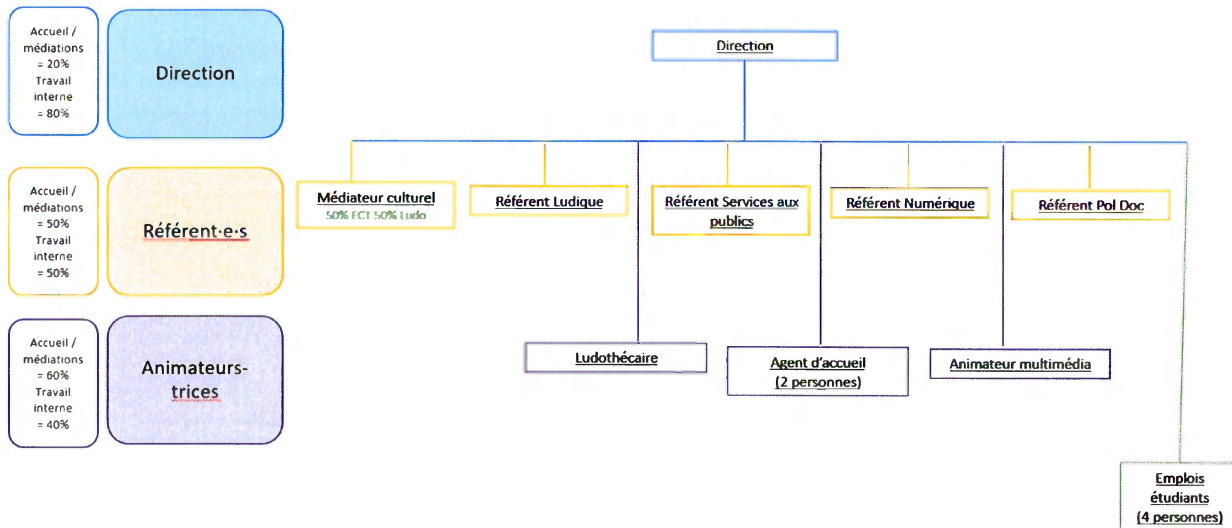 Accueil /
médiations
= 20%
Travail
interne
= 80%
Direction
Direction
Accueil /
médiations
= 50%
Travail
interne
= 50%
Référent·e·s
Médiateur culturel
50% ECT 50% Ludo
Référent Ludique
Référent Services aux
publics
Référent Numérique
Référent Pol Doc
Accueil /
médiations
= 60%
Travail
interne
= 40%
Animateurs-
trices
Ludothécaire
Agent d'accueil
(2 personnes)
Animateur multimédia
Emplois
étudiants
(4 personnes)